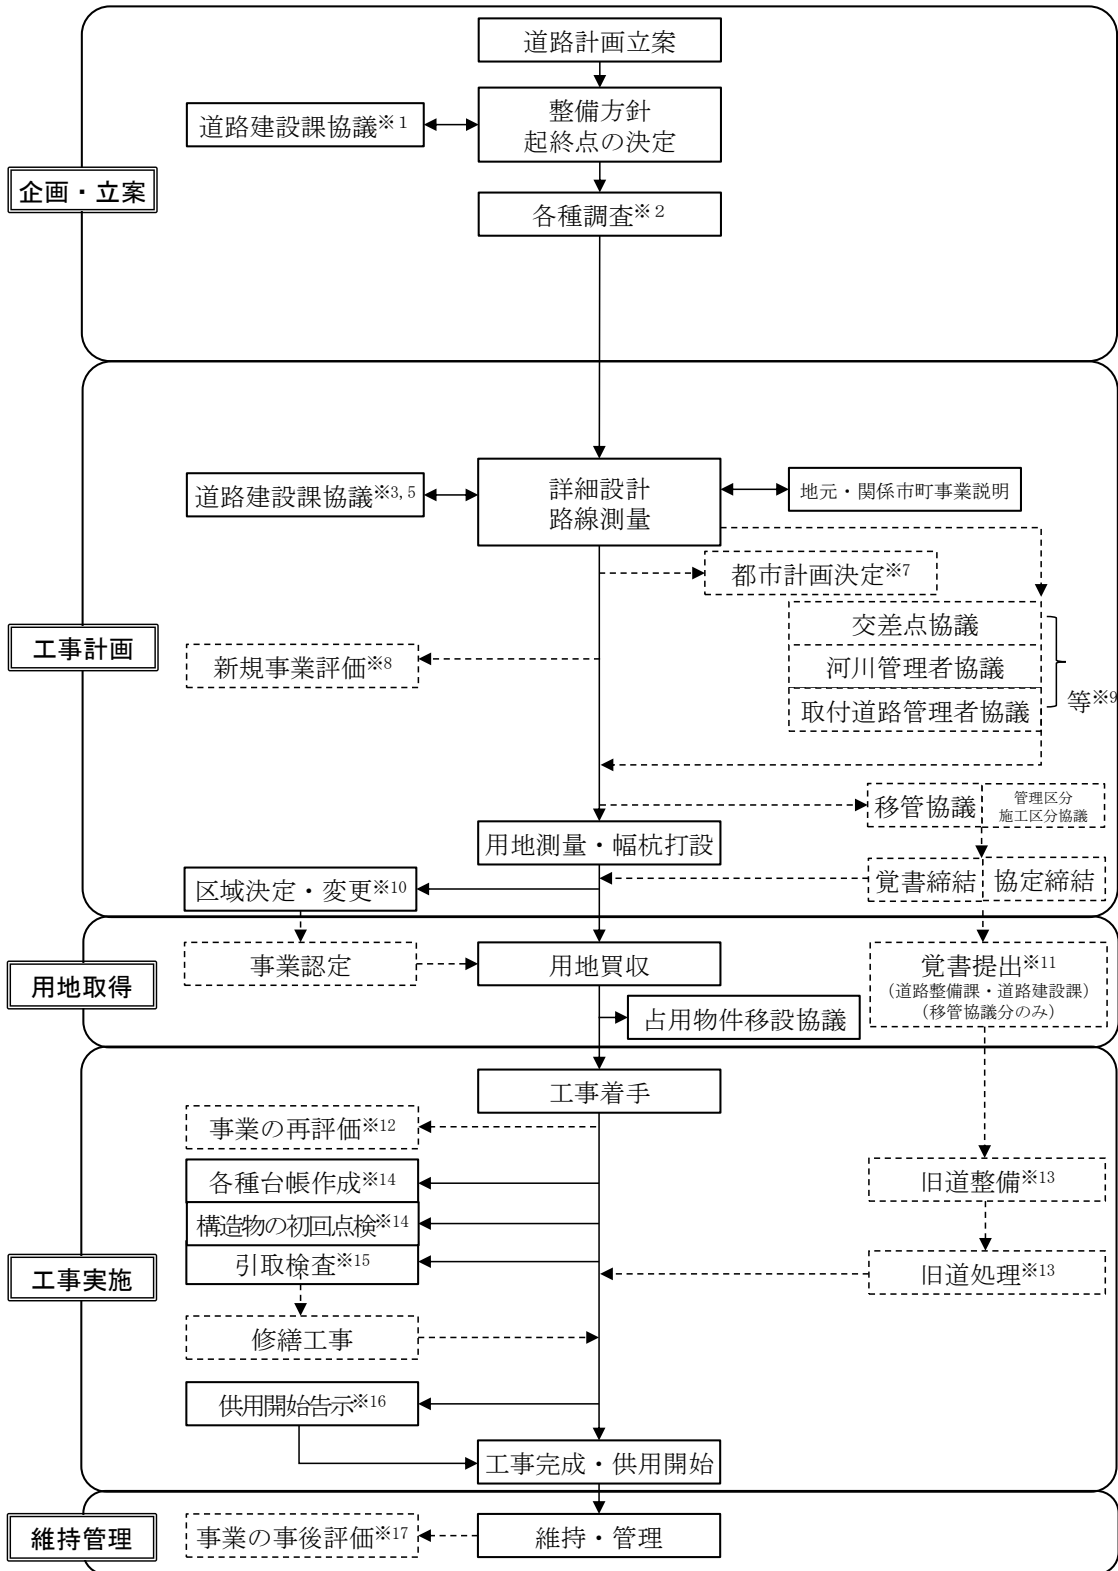 道路計画立案
道路建設課協議※1
整備方針
起終点の決定
企画・立案
各種調査※2
道路建設課協議※3,5
詳細設計
路線測量
地元・関係市町事業説明
都市計画決定※7
工事計画
交差点協議
新規事業評価※8
河川管理者協議
取付道路管理者協議
等※9
移管協議
管理区分
施工区分協議
用地測量・幅杭打設
区域決定・変更※10
覚書締結
協定締結
用地取得
事業認定
用地買収
覚書提出※11
(道路整備課・道路建設課)
(移管協議分のみ)
占用物件移設協議
工事着手
事業の再評価※12
各種台帳作成※14
旧道整備※13
構造物の初回点検※14
工事実施
引取検査※15
旧道処理※13
修繕工事
供用開始告示※16
工事完成・供用開始
維持管理
事業の事後評価※17
維持・管理